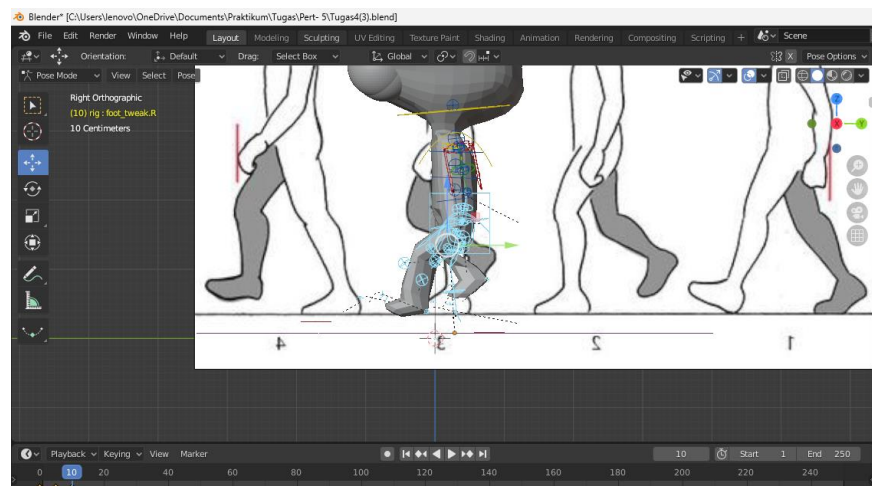 Blender* [C:\Users\lenovo\OneDrive\Documents\Praktikum\Tugas\Pert- 5\Tugas4(3).blend]
File Edit Render Window Help Layout Modeling Sculpting UV Editing Texture Paint Shading Animation Rendering Compositing Scripting + Scene
Orientation: Default Drag: Select Box Global Pose Options
Pose Mode View Select Pose
Right Orthographic
(10) rig : foot_tweak.R
10 Centimeters
Z
Y
4 3 2 1
Playback Keying View Marker 10 Start 1 End 250
0 10 20 40 60 80 100 120 140 160 180 200 220 240